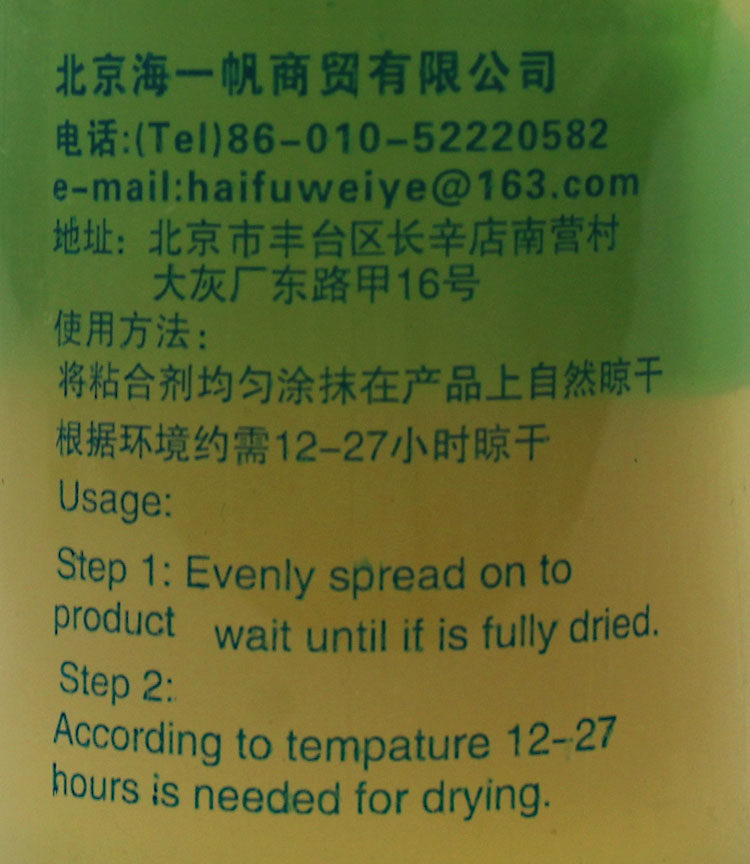 北京海一帆商贸有限公司
电话:(Tel)86-010-52220582
e-mail:haifuweiye@163.com
地址: 北京市丰台区长辛店南营村
大灰厂东路甲16号
使用方法:
将粘合剂均匀涂抹在产品上自然晾干
根据环境约需12-27小时晾干
Usage:
Step 1: Evenly spread on to
product wait until if is fully dried.
Step 2:
According to tempature 12-27
hours is needed for drying.